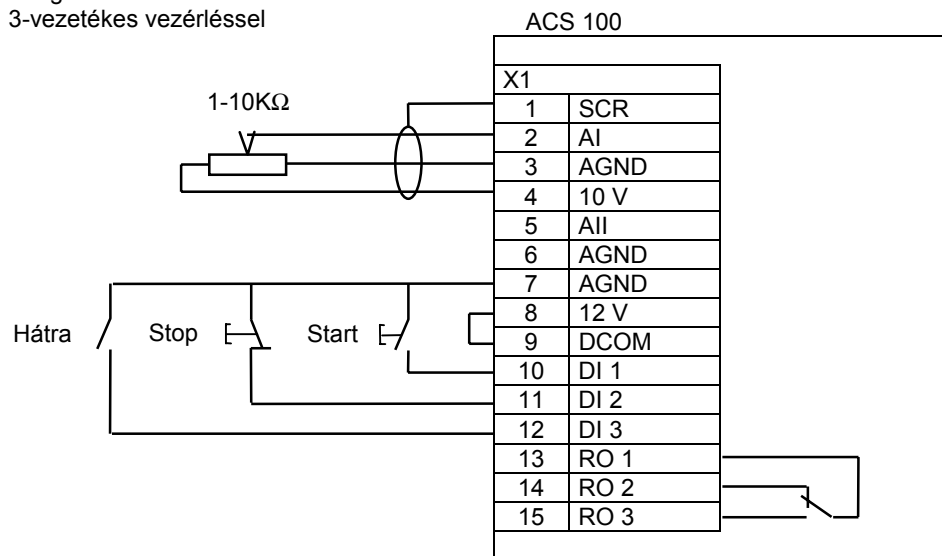 3-vezetékes vezérléssel
ACS 100
X1
1-10KΩ
1 SCR
2 AI
3 AGND
4 10 V
5 AII
6 AGND
7 AGND
8 12 V
9 DCOM
10 DI 1
11 DI 2
12 DI 3
13 RO 1
14 RO 2
15 RO 3
Hátra
Stop
Start